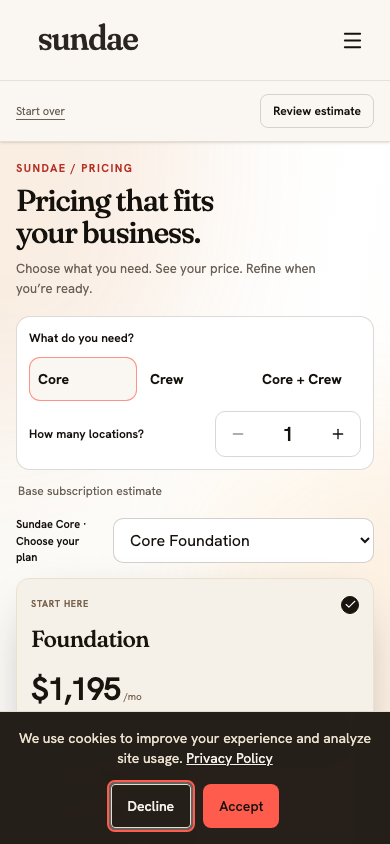 sundae
Start over
Review estimate
SUNDAE / PRICING
Pricing that fits
your business.
Choose what you need. See your price. Refine when
you’re ready.
What do you need?
Core
Crew
Core + Crew
How many locations?
− 1 +
Base subscription estimate
Sundae Core ·
Choose your
plan
Core Foundation
START HERE
Foundation
$1,195 /mo
We use cookies to improve your experience and analyze
site usage. Privacy Policy
Decline
Accept